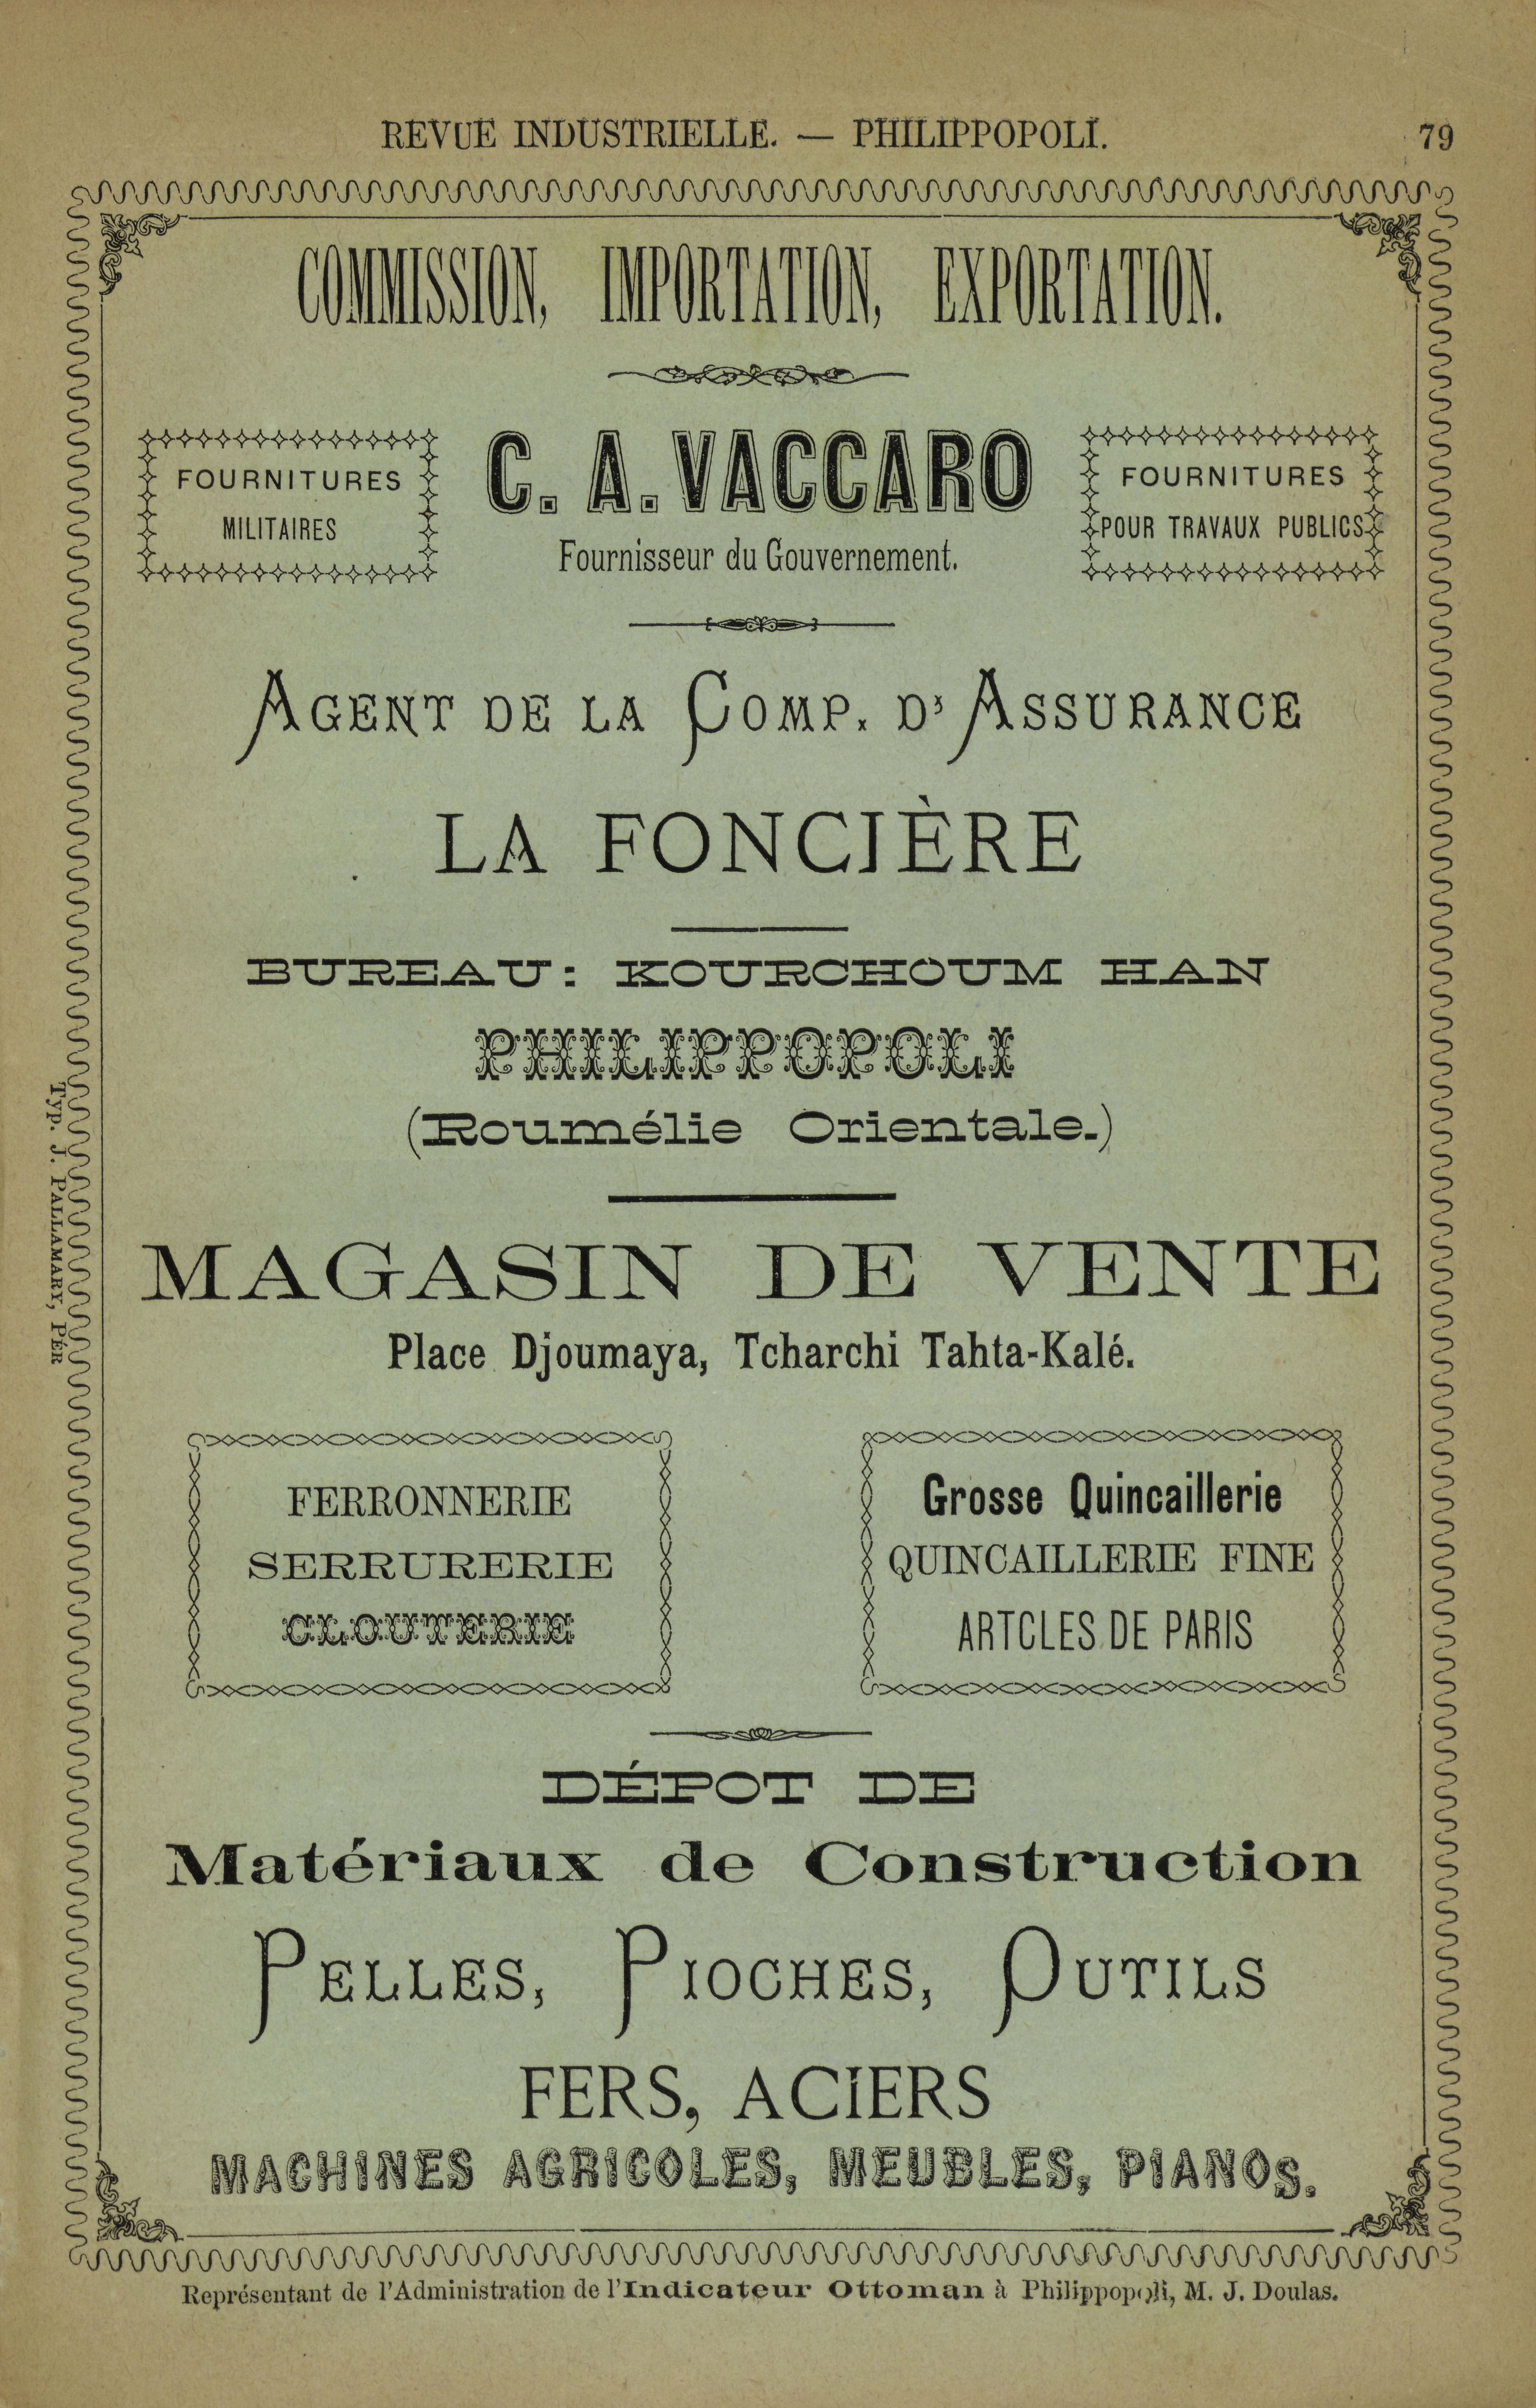 REVUE INDUSTRIELLE. — PHILIPPOPOLI.
79
COMMISSION, IMPORTATION, EXPORTATION.
FOURNITURES
MILITAIRES
C. A. VACCARO
Fournisseur du Gouvernement.
FOURNITURES
POUR TRAVAUX PUBLICS
AGENT DE LA COMP. D'ASSURANCE
LA FONCIÈRE
BUREAU: KOURCHOUM HAN
PHILIPPOPOLI
(Roumélie Orientale.)
MAGASIN DE VENTE
Place Djoumaya, Tcharchi Tahta-Kalé.
FERRONNERIE
SERRURERIE
CLOUTERIE
Grosse Quincaillerie
QUINCAILLERIE FINE
ARTCLES DE PARIS
DÉPOT DE
Matériaux de Construction
PELLES, PIOCHES, OUTILS
FERS, ACIERS
MACHINES AGRICOLES, MEUBLES, PIANOS.
Représentant de l'Administration de l'Indicateur Ottoman à Philippopoli, M. J. Doulas.
Typ. J. PALLAMARY, PÉR